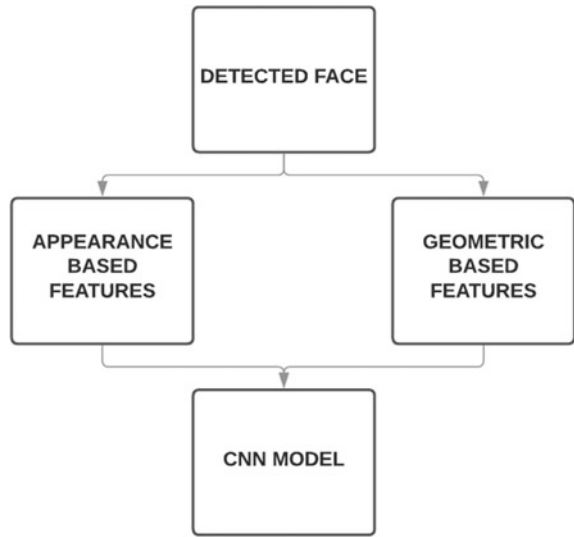 DETECTED FACE
APPEARANCE
BASED
FEATURES
GEOMETRIC
BASED
FEATURES
CNN MODEL